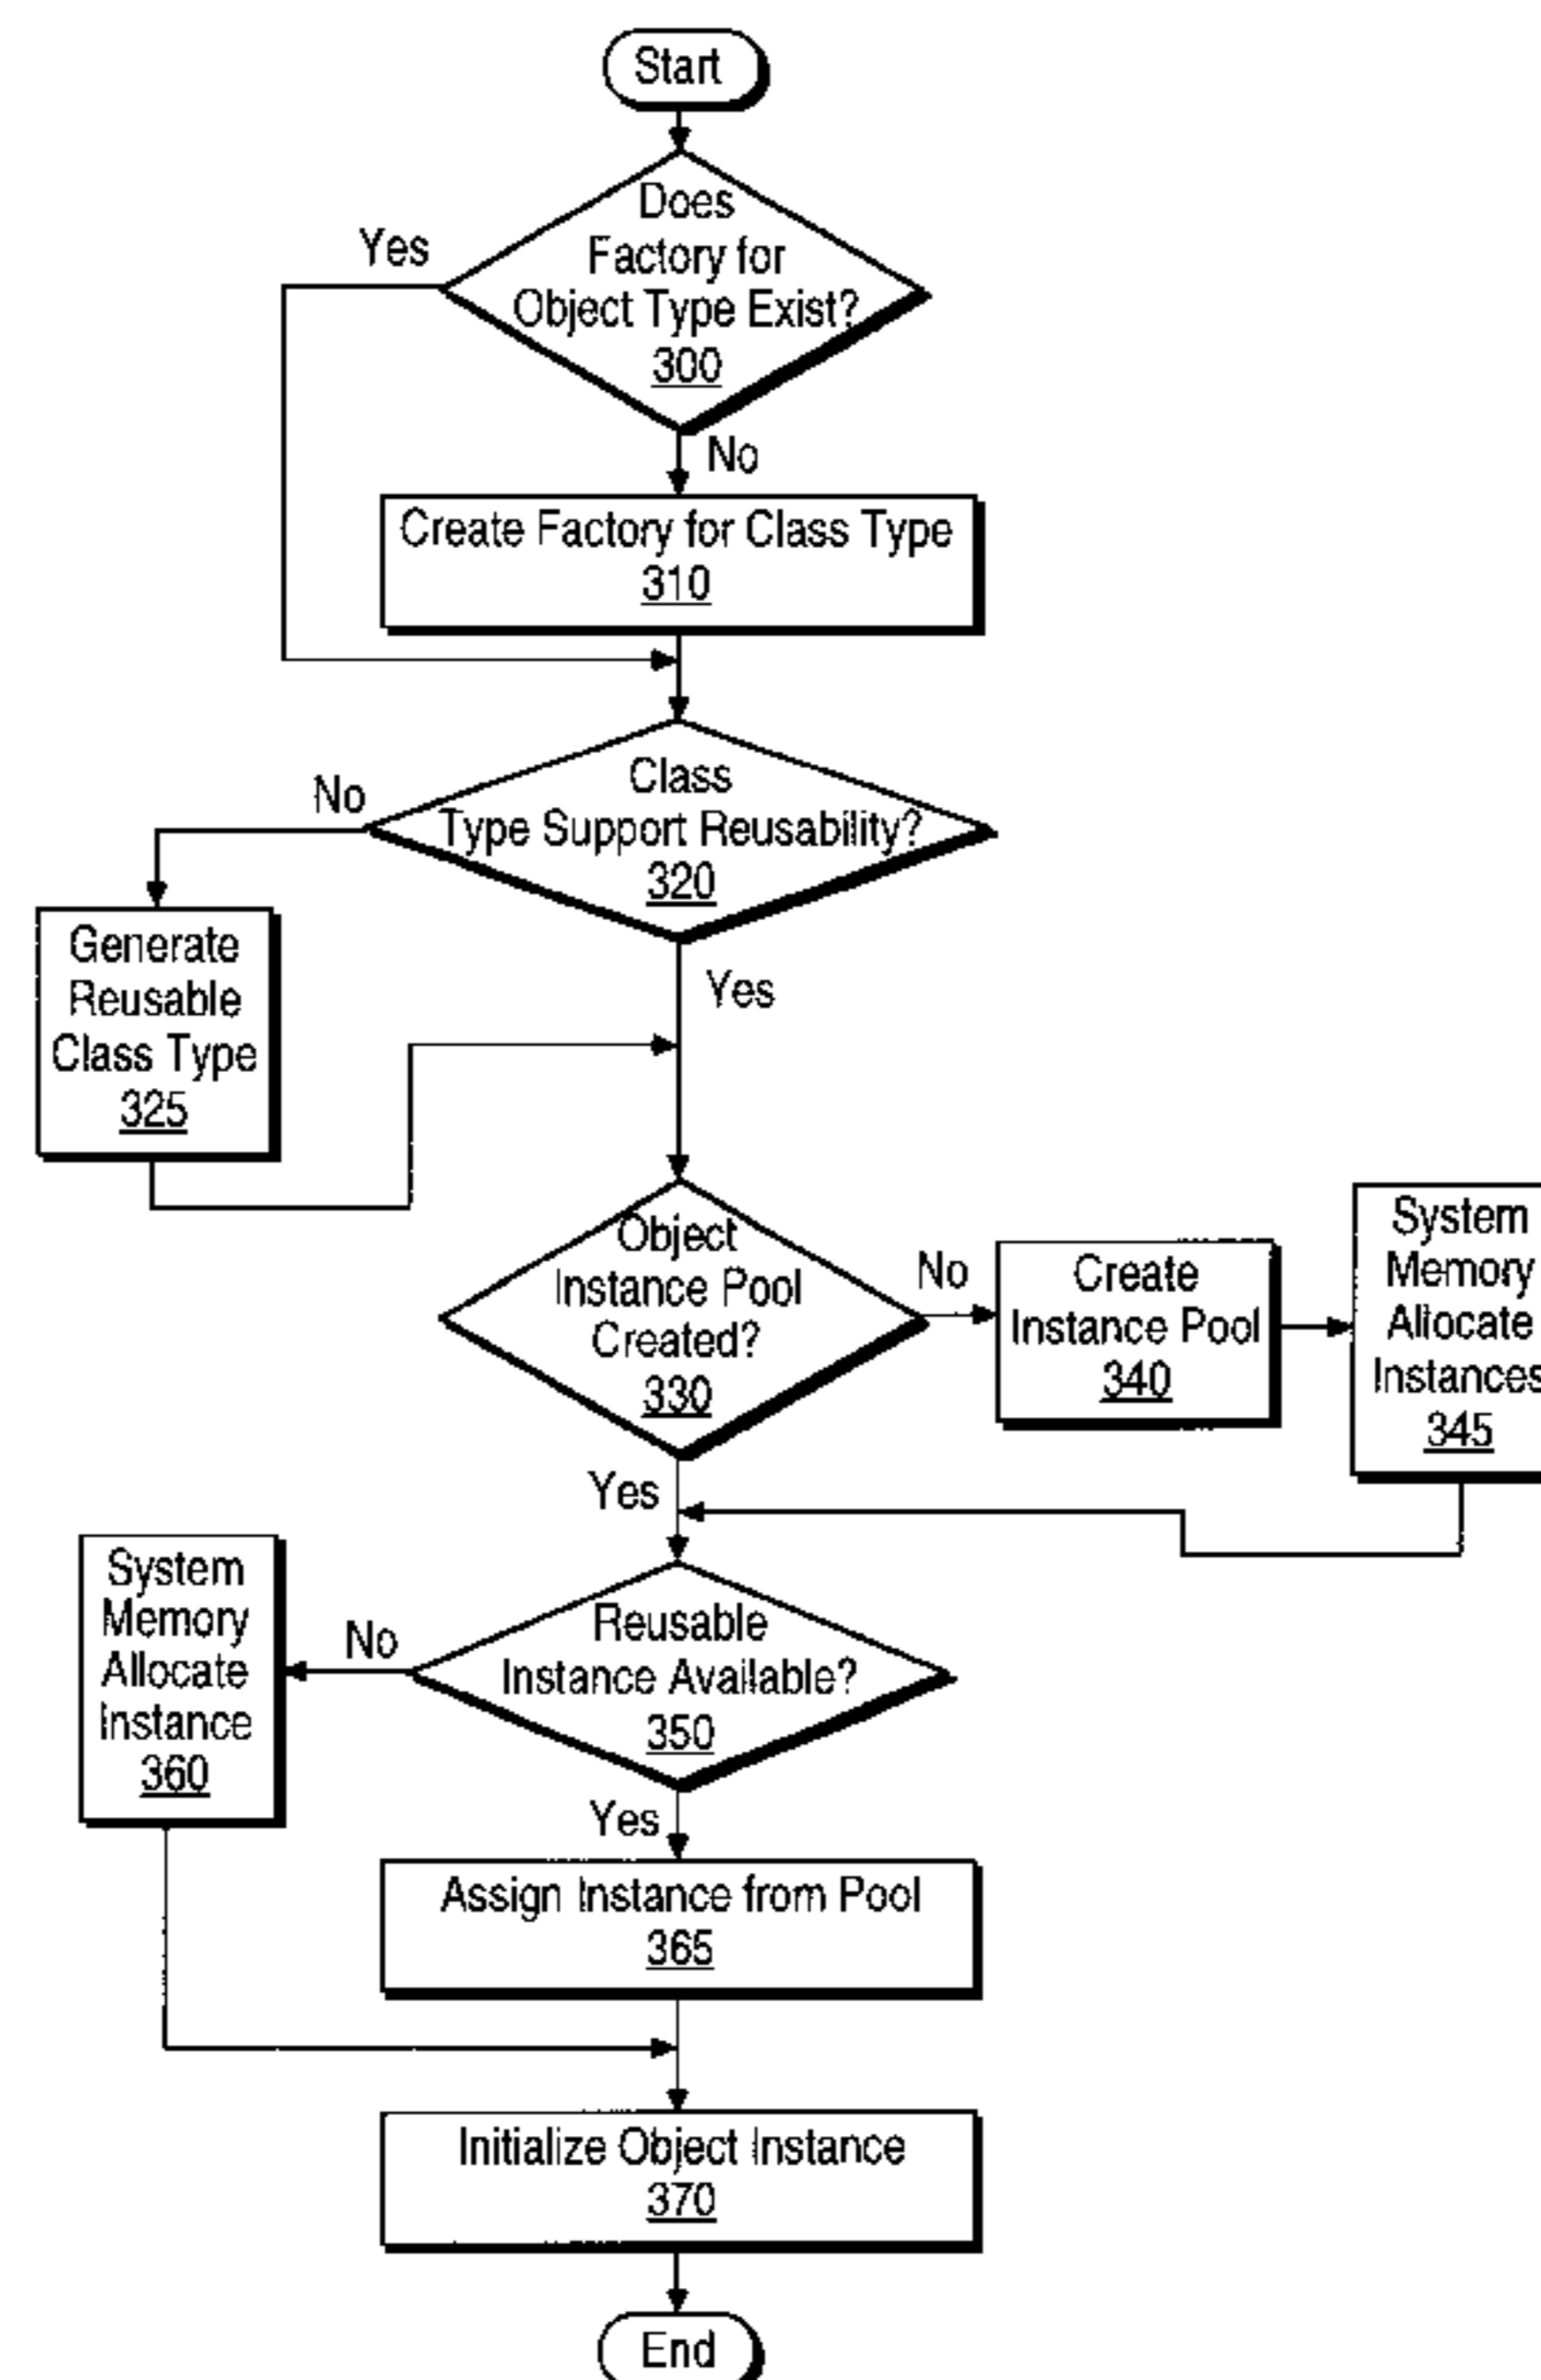 Start
Does
Factory for
Object Type Exist?
300
Yes
No
Create Factory for Class Type
310
Class
Type Support Reusability?
320
No
Yes
Generate
Reusable
Class Type
325
Object
Instance Pool
Created?
330
No
Create
Instance Pool
340
System
Memory
Allocate
Instances
345
Yes
Reusable
Instance Available?
350
No
System
Memory
Allocate
Instance
360
Yes
Assign Instance from Pool
365
Initialize Object Instance
370
End